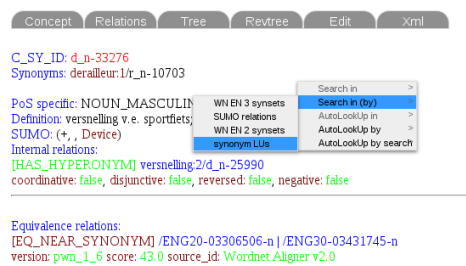 Concept Relations Tree Revtree Edit Xml
C_SY_ID: d_n-33276
Synonyms: derailleur:1/r_n-10703
Search in >
PoS specific: NOUN_MASCULIN
WN EN 3 synsets
Search in (by) >
Definition: versnelling v.e. sportfiets;
SUMO relations
AutoLookUp in >
SUMO: (+, , Device)
WN EN 2 synsets
AutoLookUp by >
Internal relations:
synonym LUs
AutoLookUp by search >
[HAS_HYPERONYM] versnelling:2/d_n-25990
coordinative: false, disjunctive: false, reversed: false, negative: false
Equivalence relations:
[EQ_NEAR_SYNONYM] /ENG20-03306506-n | /ENG30-03431745-n
version: pwn_1_6 score: 43.0 source_id: Wordnet Aligner v2.0